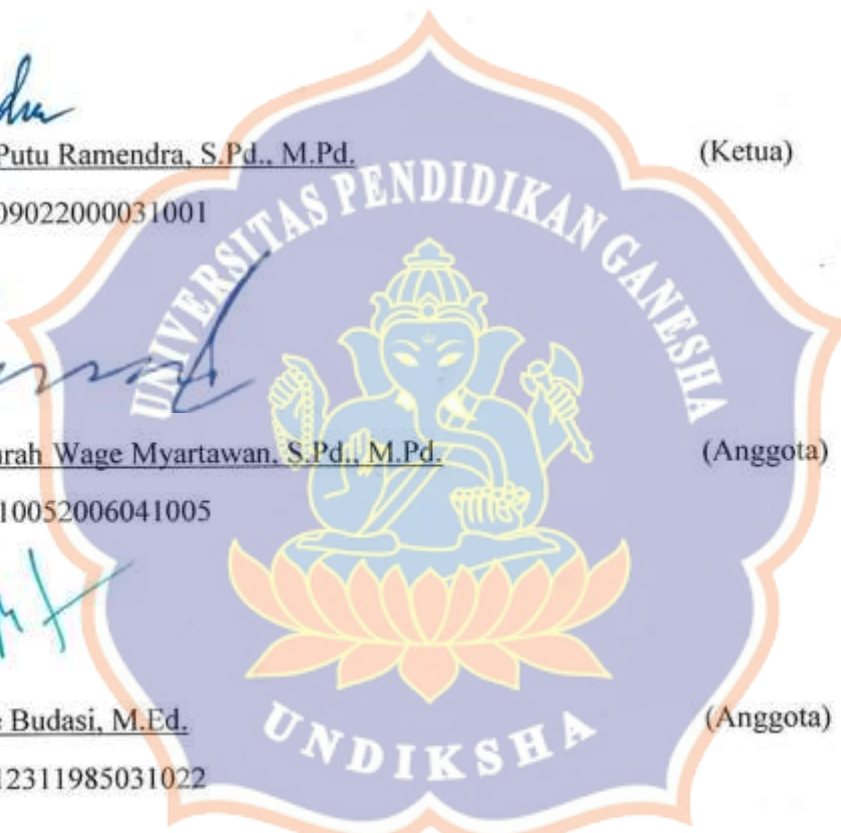 Putu Ramendra, S.Pd., M.Pd. (Ketua)
09022000031001
UNIVERSITAS PENDIDIKAN GANESHA
urah Wage Myartawan, S.Pd., M.Pd. (Anggota)
10052006041005
Budasi, M.Ed. (Anggota)
12311985031022
UNDIKSHA